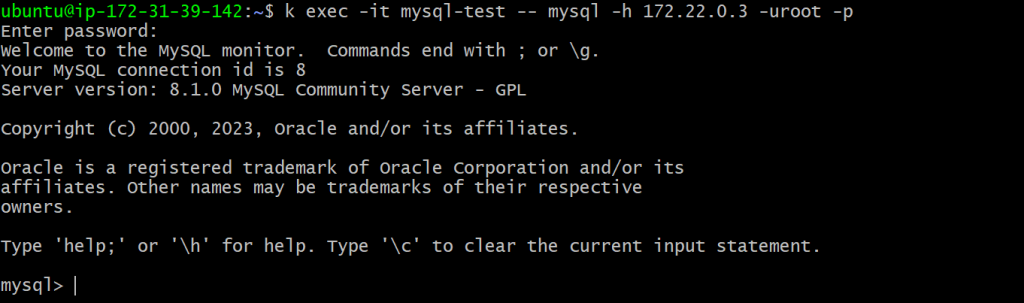 ubuntu@ip-172-31-39-142:~$ k exec -it mysql-test -- mysql -h 172.22.0.3 -uroot -p
Enter password:
Welcome to the MySQL monitor.  Commands end with ; or \g.
Your MySQL connection id is 8
Server version: 8.1.0 MySQL Community Server - GPL
Copyright (c) 2000, 2023, Oracle and/or its affiliates.
Oracle is a registered trademark of Oracle Corporation and/or its
affiliates. Other names may be trademarks of their respective
owners.
Type 'help;' or '\h' for help. Type '\c' to clear the current input statement.
mysql>